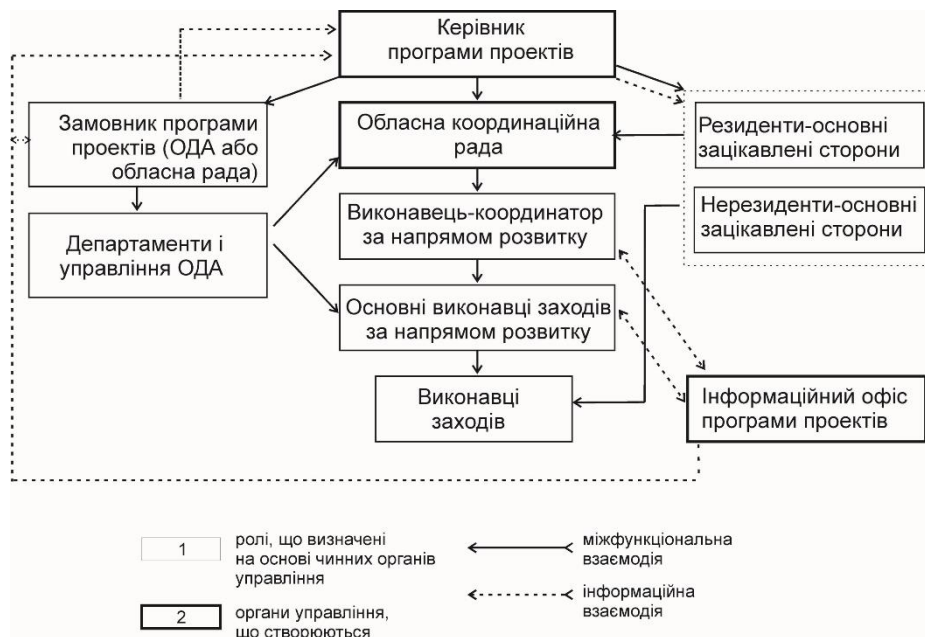 Керівник
програми проектів
Замовник програми
проектів (ОДА або
обласна рада)
Обласна координаційна
рада
Резиденти-основні
зацікавлені сторони
Департаменти і
управління ОДА
Виконавець-координатор
за напрямом розвитку
Нерезиденти-основні
зацікавлені сторони
Основні виконавці заходів
за напрямом розвитку
Виконавці
заходів
Інформаційний офіс
програми проектів
1
ролі, що визначені
на основі чинних органів
управління
міжфункціональна
взаємодія
2
органи управління,
що створюються
інформаційна
взаємодія